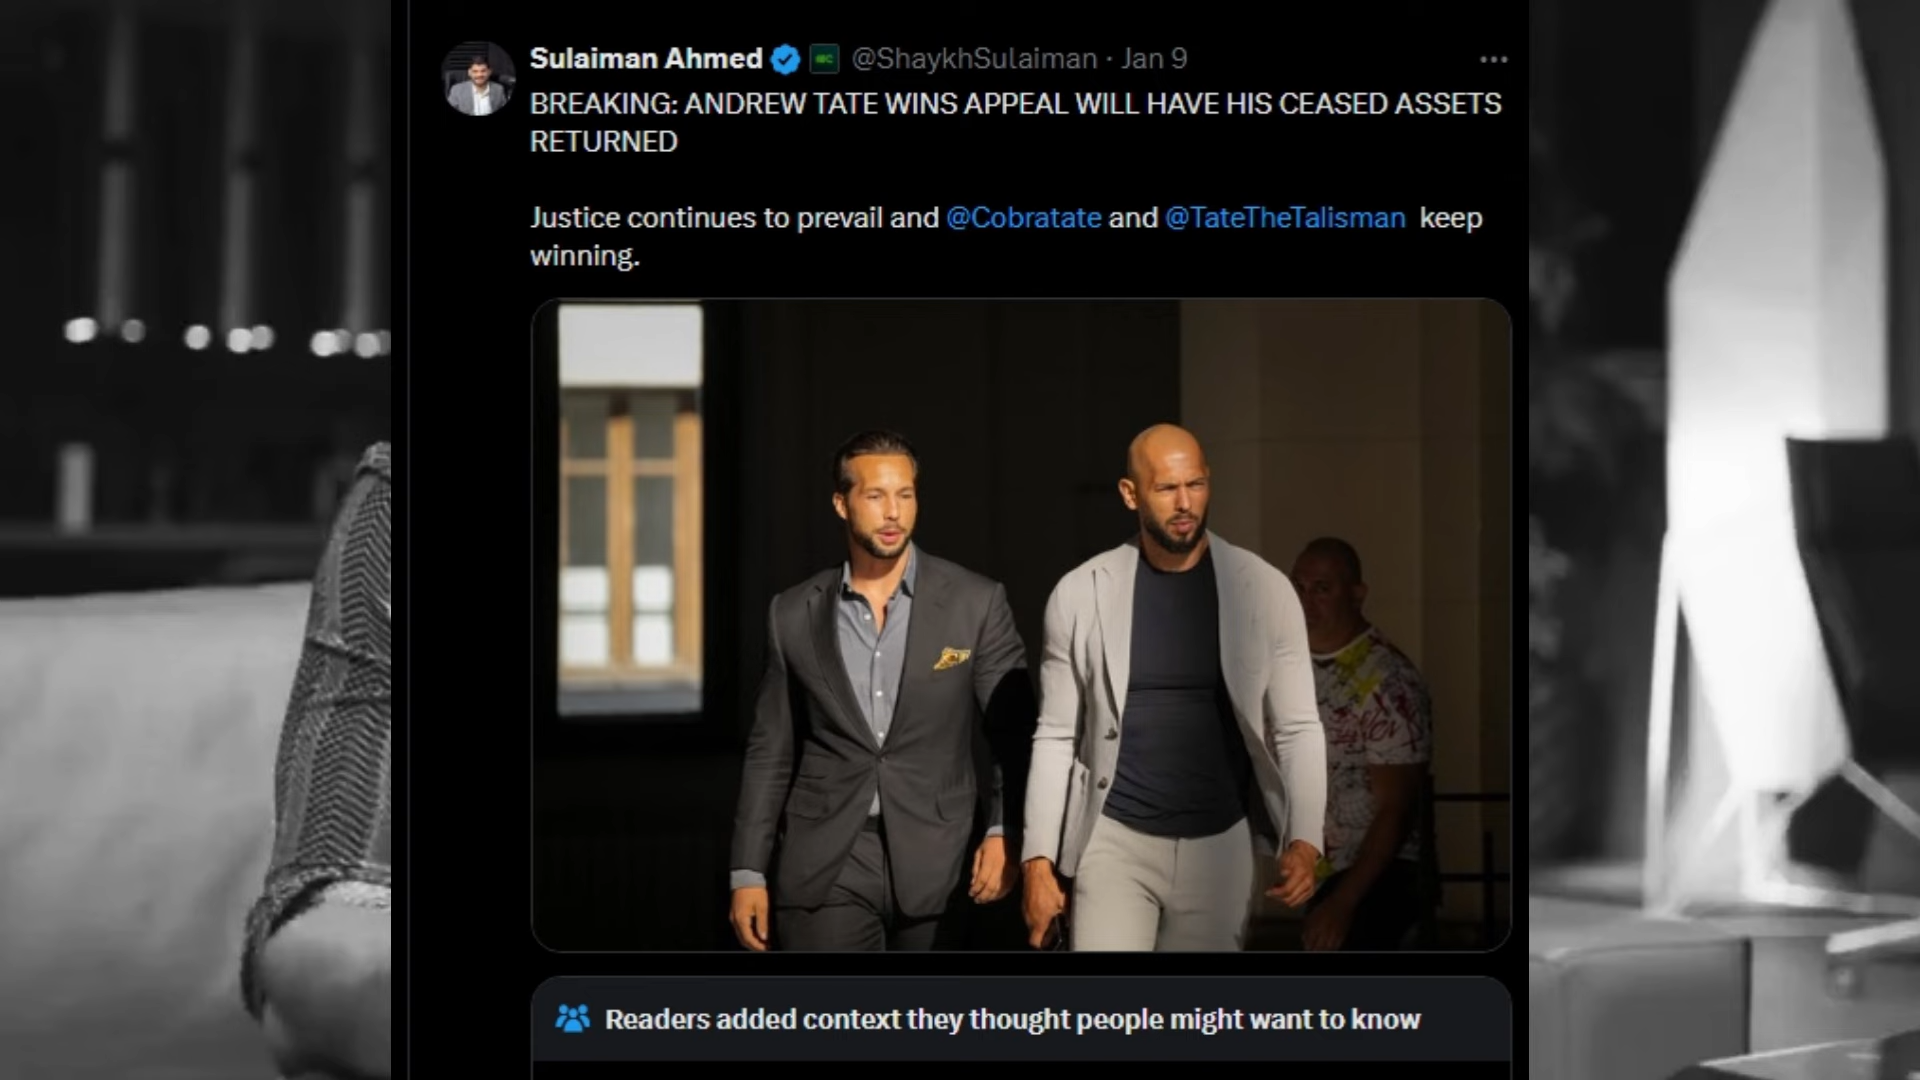 Sulaiman Ahmed @ShaykhSulaiman · Jan 9
BREAKING: ANDREW TATE WINS APPEAL WILL HAVE HIS CEASED ASSETS
RETURNED
Justice continues to prevail and @Cobratate and @TateTheTalisman keep
winning.
Readers added context they thought people might want to know